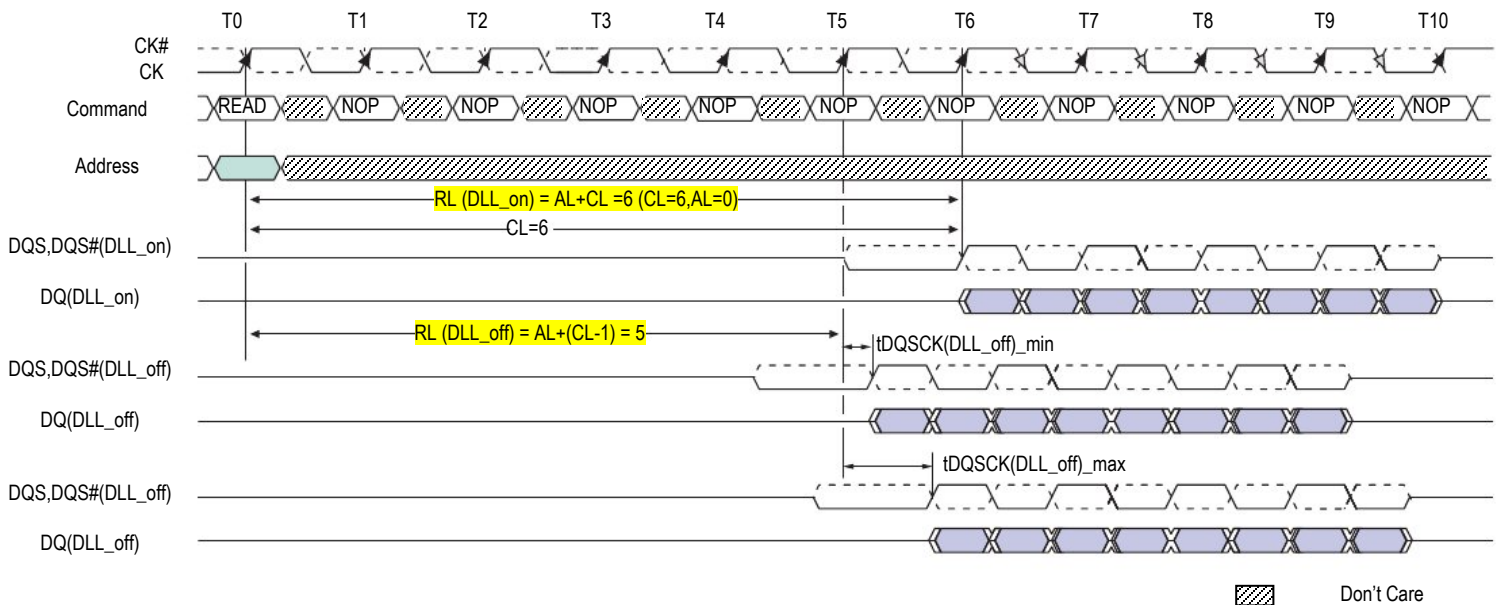 T0 T1 T2 T3 T4 T5 T6 T7 T8 T9 T10
CK#
CK
Command READ NOP NOP NOP NOP NOP NOP NOP NOP NOP NOP
Address
RL (DLL_on) = AL+CL =6 (CL=6,AL=0)
CL=6
DQS,DQS#(DLL_on)
DQ(DLL_on)
RL (DLL_off) = AL+(CL-1) = 5
tDQSCK(DLL_off)_min
DQS,DQS#(DLL_off)
DQ(DLL_off)
tDQSCK(DLL_off)_max
DQS,DQS#(DLL_off)
DQ(DLL_off)
Don't Care